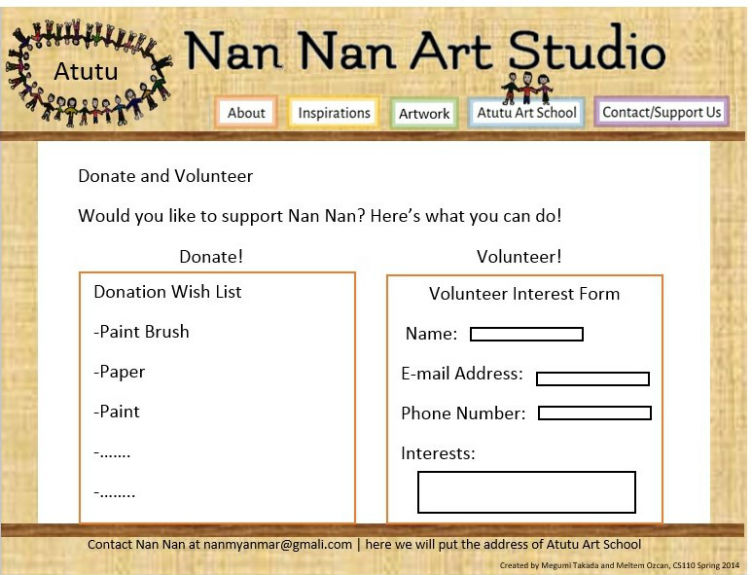 Atutu
Nan Nan Art Studio
About
Inspirations
Artwork
Atutu Art School
Contact/Support Us
Donate and Volunteer
Would you like to support Nan Nan? Here’s what you can do!
Donate!
Donation Wish List
-Paint Brush
-Paper
-Paint
-.......
-........
Volunteer!
Volunteer Interest Form
Name:
E-mail Address:
Phone Number:
Interests:
Contact Nan Nan at nanmyanmar@gmali.com | here we will put the address of Atutu Art School
Created by Megumi Takada and Meltem Ozcan, CS110 Spring 2014